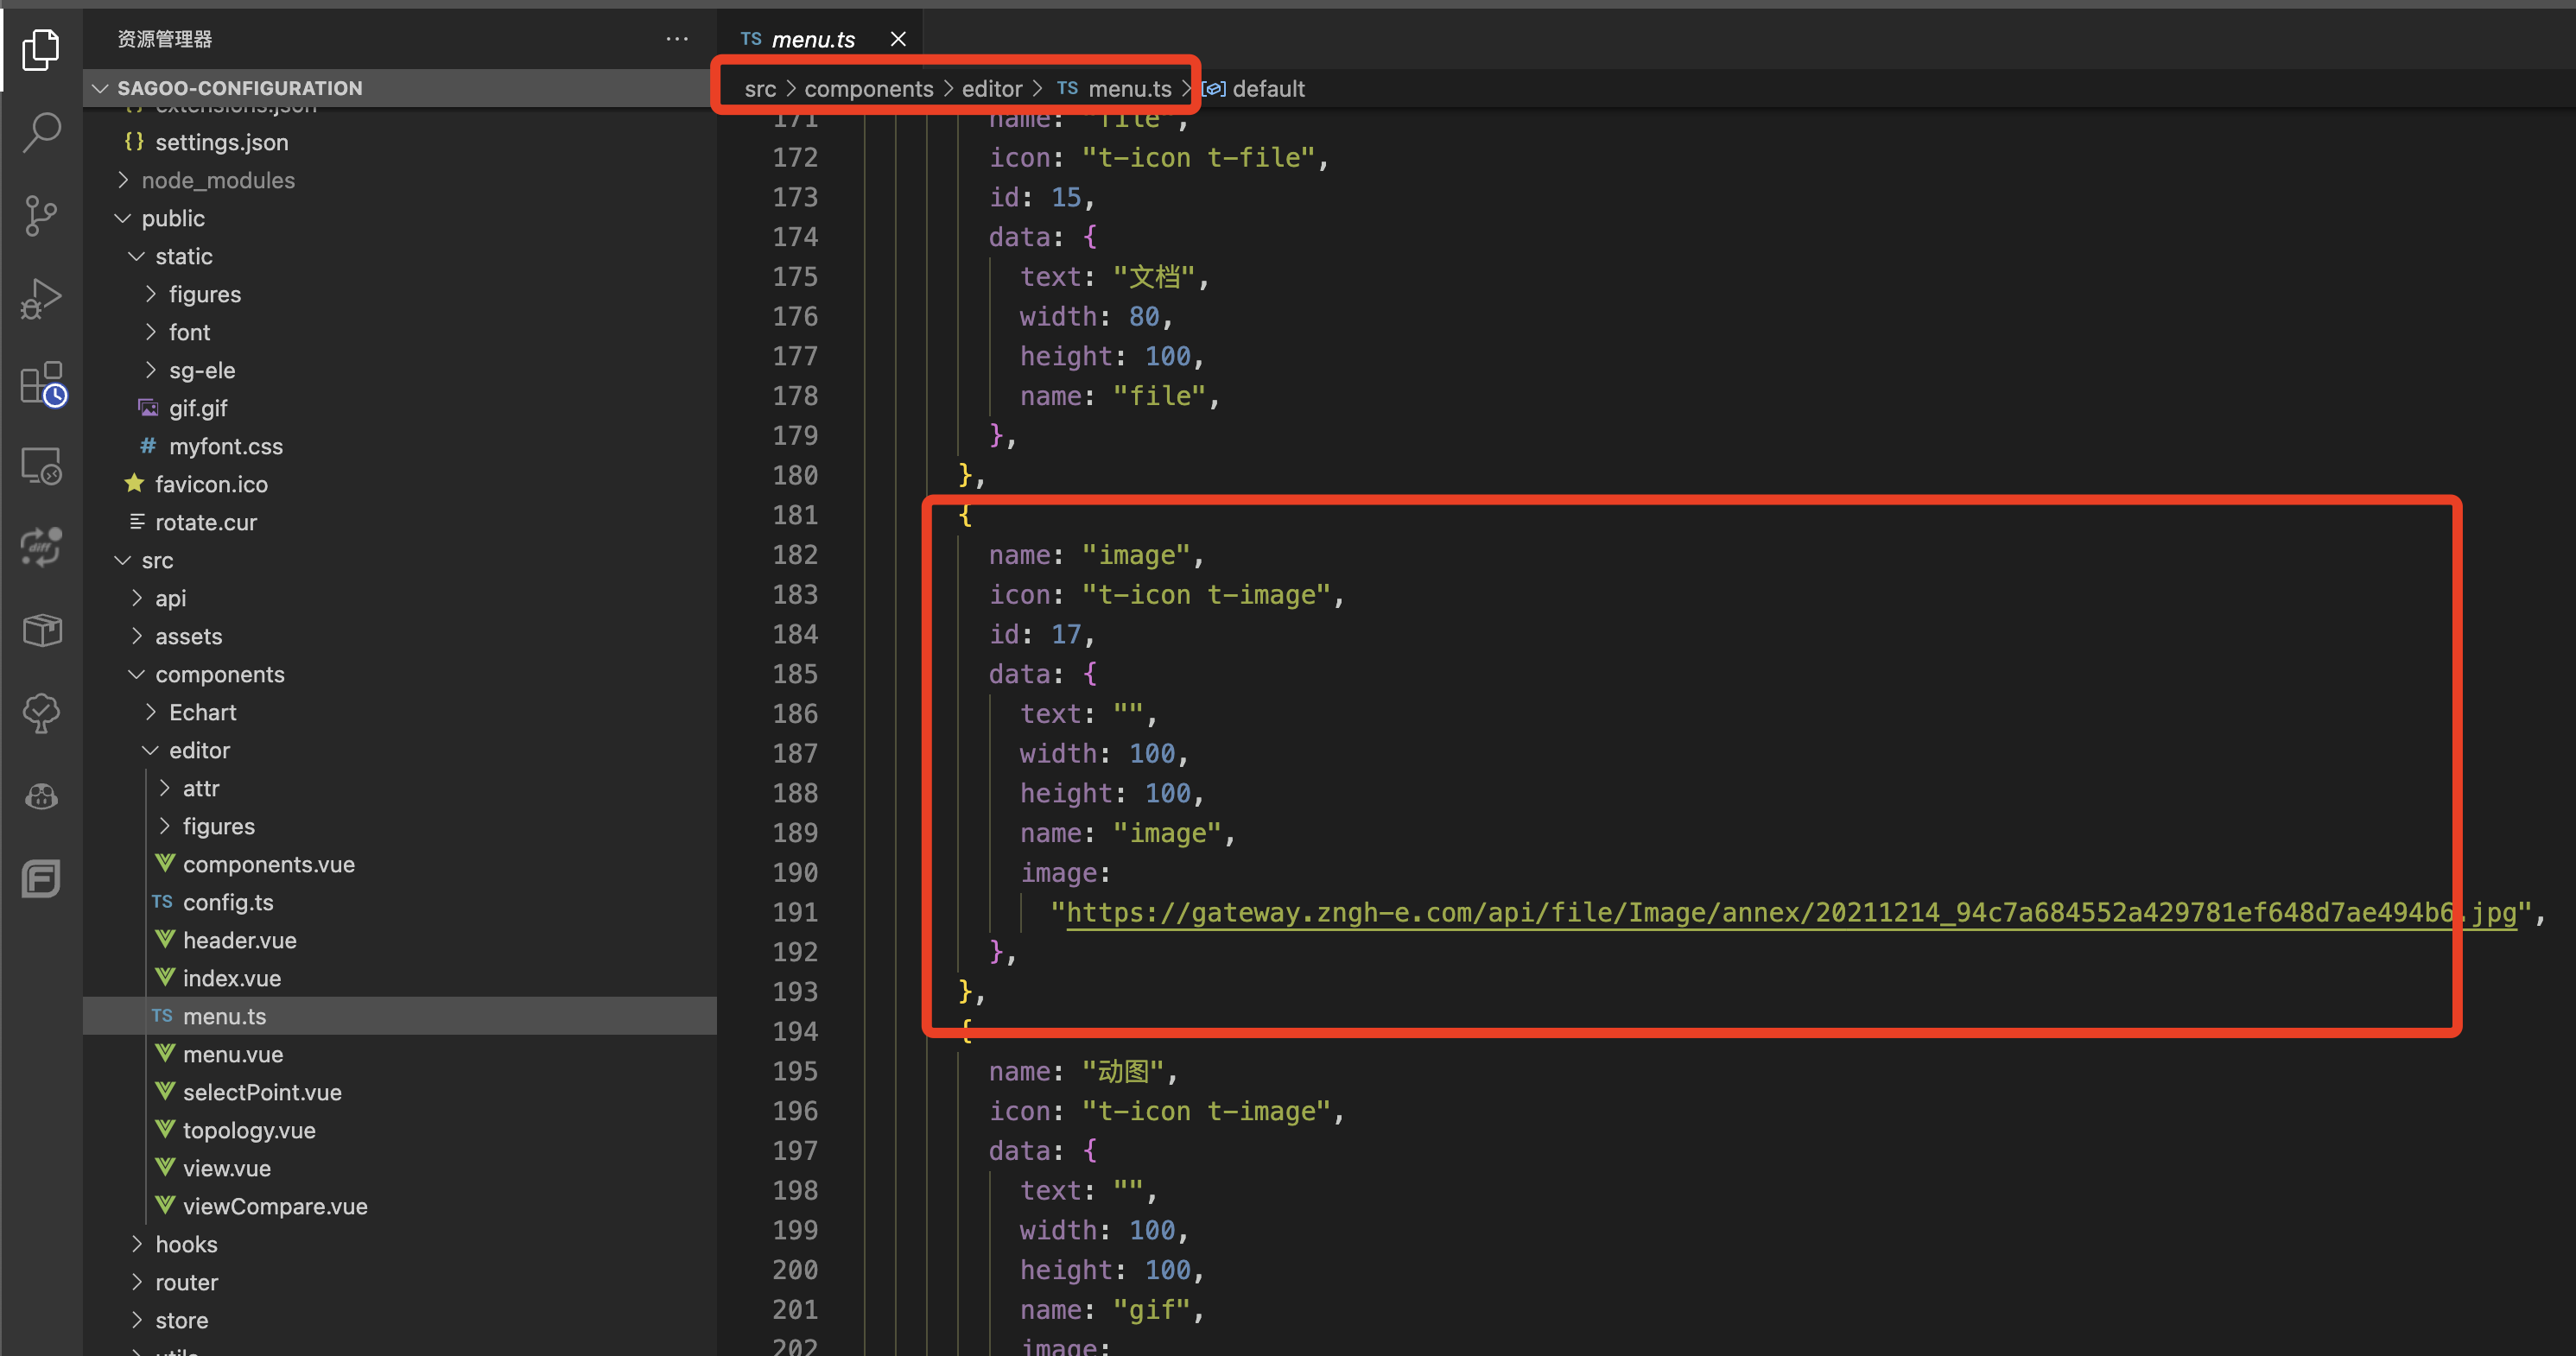 资源管理器
SAGOO-CONFIGURATION
extensions.json
{} settings.json
node_modules
public
static
figures
font
sg-ele
gif.gif
# myfont.css
favicon.ico
rotate.cur
src
api
assets
components
Echart
editor
attr
figures
components.vue
TS config.ts
header.vue
index.vue
TS menu.ts
menu.vue
selectPoint.vue
topology.vue
view.vue
viewCompare.vue
hooks
router
store
utils
TS menu.ts
src > components > editor > TS menu.ts > default
171 name: "file",
172 icon: "t-icon t-file",
173 id: 15,
174 data: {
175 text: "文档",
176 width: 80,
177 height: 100,
178 name: "file",
179 },
180 },
181 {
182 name: "image",
183 icon: "t-icon t-image",
184 id: 17,
185 data: {
186 text: "",
187 width: 100,
188 height: 100,
189 name: "image",
190 image:
191 "https://gateway.zngh-e.com/api/file/Image/annex/20211214_94c7a684552a429781ef648d7ae494b6.jpg",
192 },
193 },
194 {
195 name: "动图",
196 icon: "t-icon t-image",
197 data: {
198 text: "",
199 width: 100,
200 height: 100,
201 name: "gif",
202 image: